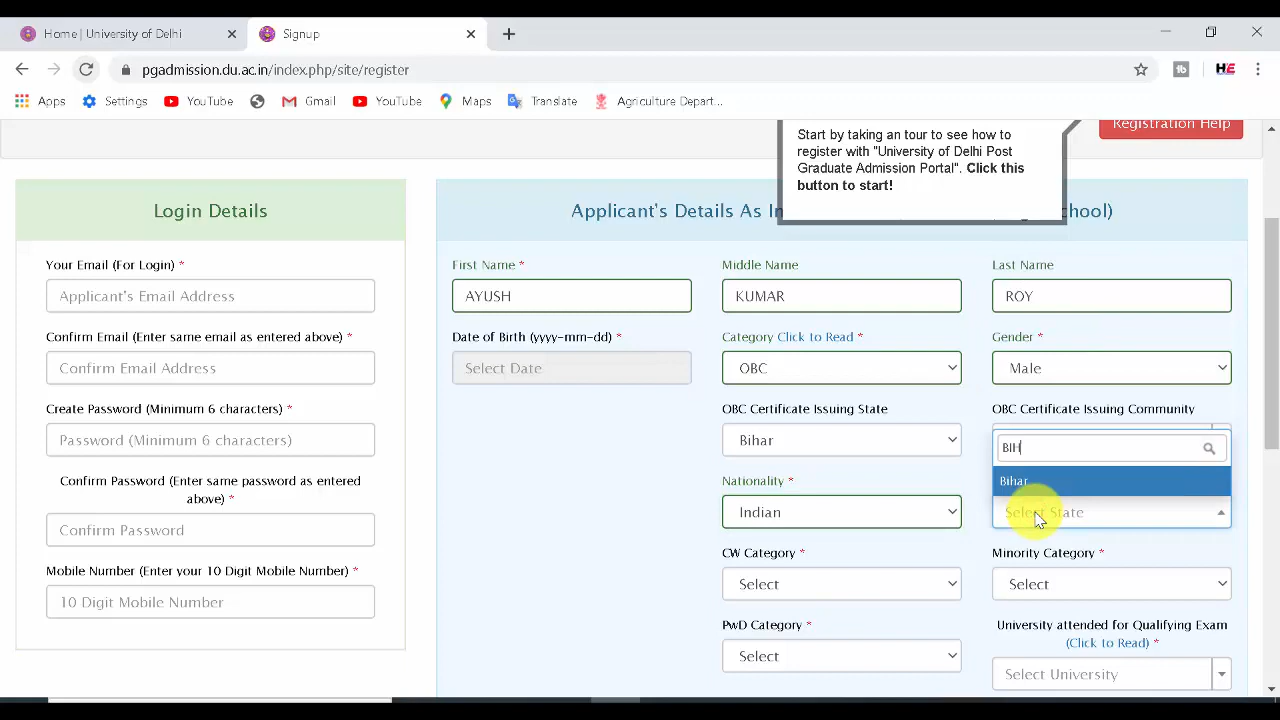 Home | University of Delhi
Signup
pgadmission.du.ac.in/index.php/site/register
Apps
Settings
YouTube
Gmail
YouTube
Maps
Translate
Agriculture Depart...
Start by taking an tour to see how to
register with "University of Delhi Post
Graduate Admission Portal". Click this
button to start!
Registration Help
Login Details
Applicant's Details As In
chool)
Your Email (For Login) *
Applicant's Email Address
Confirm Email (Enter same email as entered above) *
Confirm Email Address
Create Password (Minimum 6 characters) *
Password (Minimum 6 characters)
Confirm Password (Enter same password as entered
above) *
Confirm Password
Mobile Number (Enter your 10 Digit Mobile Number) *
10 Digit Mobile Number
First Name *
Middle Name
Last Name
AYUSH
KUMAR
ROY
Date of Birth (yyyy-mm-dd) *
Category Click to Read *
Gender *
Select Date
OBC
Male
OBC Certificate Issuing State
OBC Certificate Issuing Community
Bihar
BIH
Bihar
Nationality *
Indian
Select State
CW Category *
Minority Category *
Select
Select
PwD Category *
University attended for Qualifying Exam
(Click to Read) *
Select
Select University